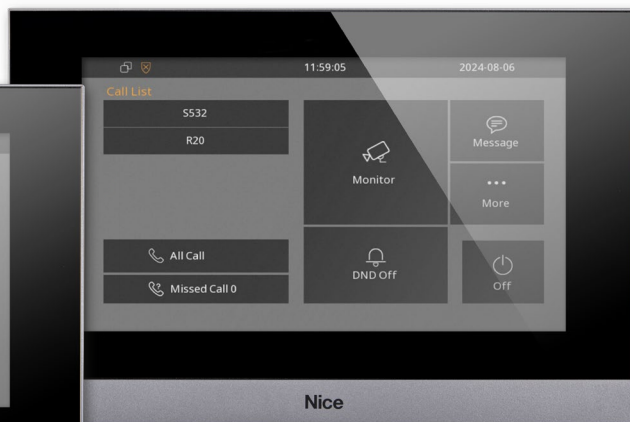 11:59:05 2024-08-06
Call List
S532
R20
Monitor
Message
More
All Call
Missed Call 0
DND Off
Off
Nice